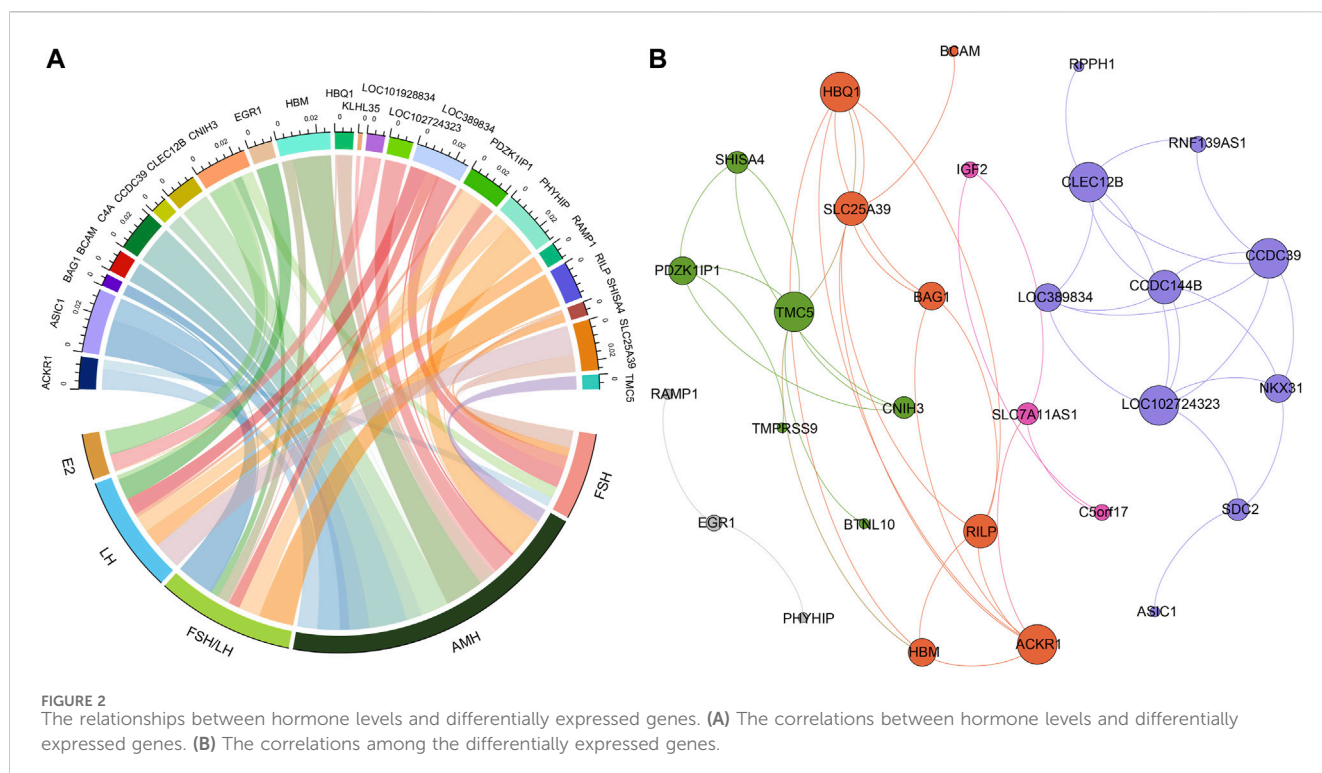 A
B
ACKR1
ASIC1
BAG1
BCAM
C4A
CCDC39
CLEC12B
CNIH3
EGR1
HBM
HBQ1
KLHL35
LOC101928834
LOC102724323
LOC389834
PDZK1IP1
PHYHIP
RAMP1
RILP
SHISA4
SLC25A39
TMC5
E2
LH
FSH/LH
AMH
FSH
BCAM
HBQ1
RPPH1
SHISA4
RNF139AS1
IGF2
CLEC12B
SLC25A39
PDZK1IP1
CCDC39
BAG1
LOC389834
CCDC144B
TMC5
RAMP1
CNIH3
SLC7A11AS1
LOC102724323
NKX31
TMPRSS9
EGR1
BTNL10
C5orf17
SDC2
RILP
PHYHIP
ASIC1
HBM
ACKR1
FIGURE 2
The relationships between hormone levels and differentially expressed genes. (A) The correlations between hormone levels and differentially
expressed genes. (B) The correlations among the differentially expressed genes.